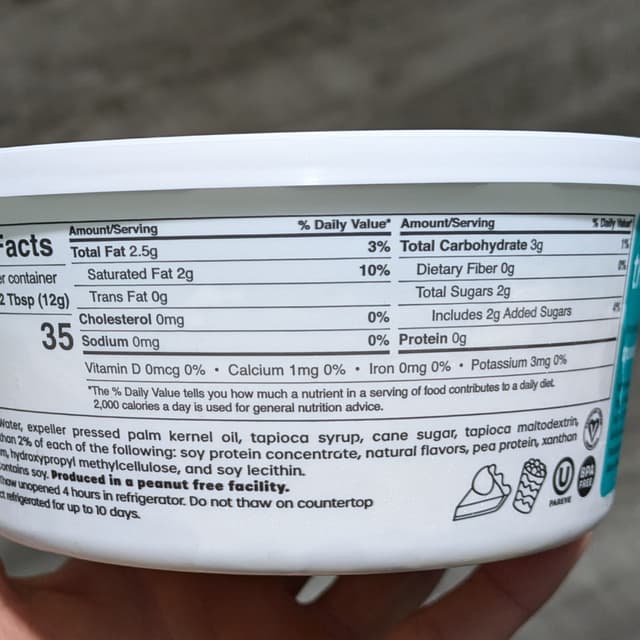 Facts
er container
2 Tbsp (12g)
35
Amount/Serving % Daily Value*
Total Fat 2.5g 3%
Saturated Fat 2g 10%
Trans Fat 0g
Cholesterol 0mg 0%
Sodium 0mg 0%
Amount/Serving % Daily Value*
Total Carbohydrate 3g 1%
Dietary Fiber 0g 0%
Total Sugars 2g
Includes 2g Added Sugars 4%
Protein 0g
Vitamin D 0mcg 0% • Calcium 1mg 0% • Iron 0mg 0% • Potassium 3mg 0%
*The % Daily Value tells you how much a nutrient in a serving of food contributes to a daily diet.
2,000 calories a day is used for general nutrition advice.
Water, expeller pressed palm kernel oil, tapioca syrup, cane sugar, tapioca maltodextrin,
than 2% of each of the following: soy protein concentrate, natural flavors, pea protein, xanthan
m, hydroxypropyl methylcellulose, and soy lecithin.
ontains soy. Produced in a peanut free facility.
Thaw unopened 4 hours in refrigerator. Do not thaw on countertop
refrigerated for up to 10 days.
U
PAREVE
BPA
FREE